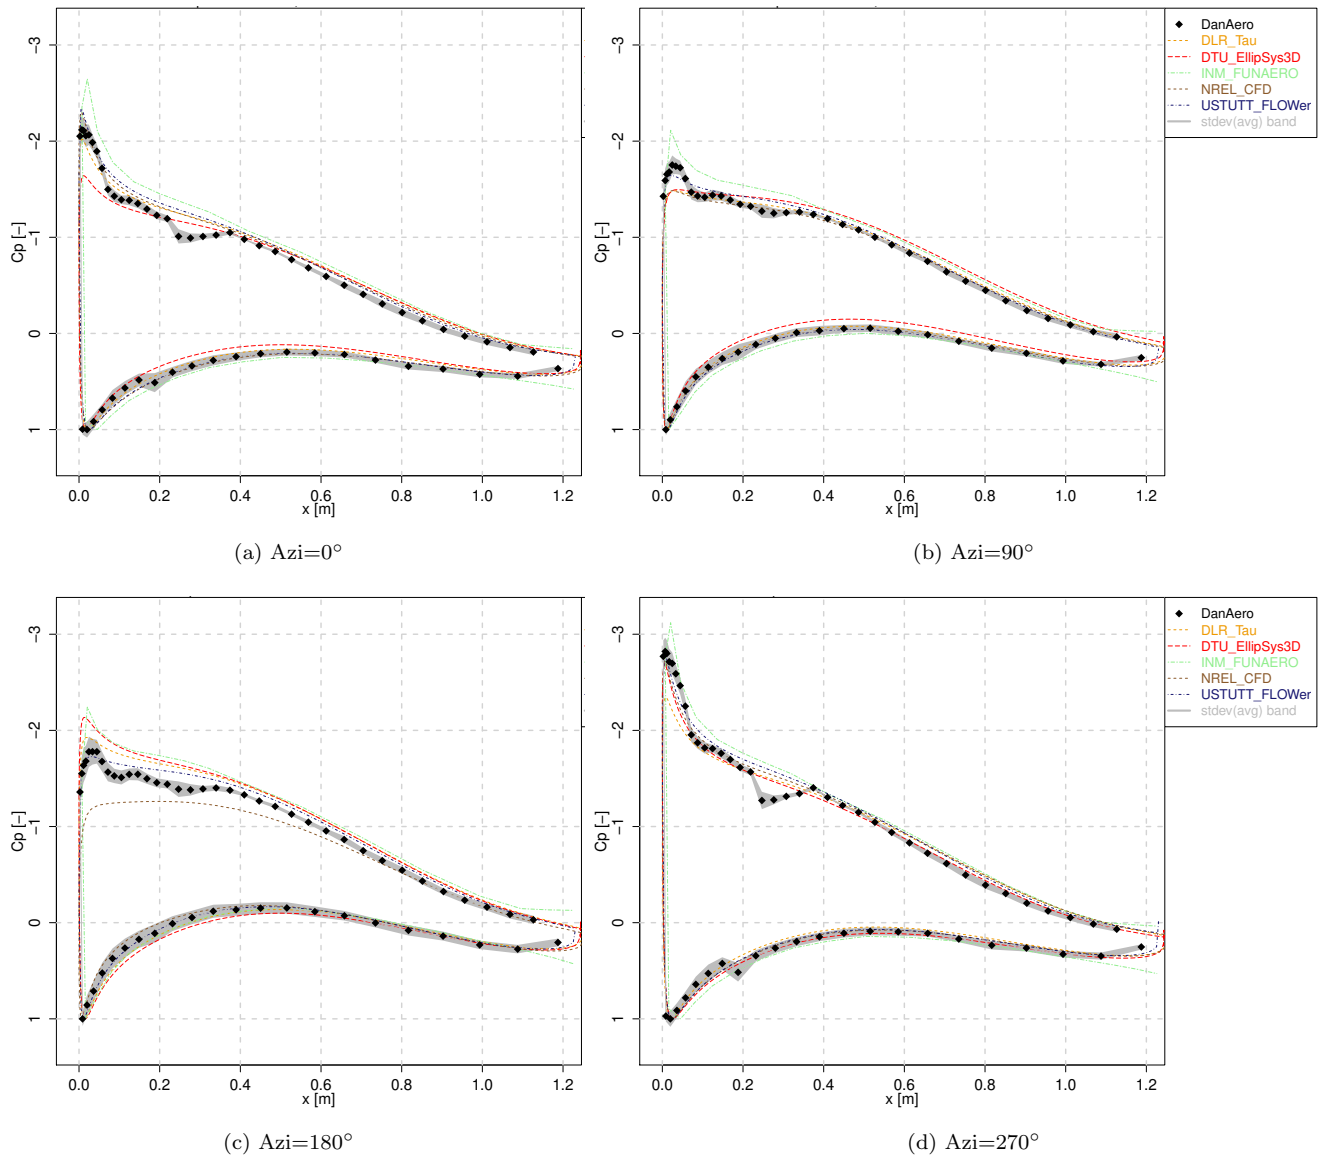 -3
-2
-1
0
1
Cp [−]
0.0 0.2 0.4 0.6 0.8 1.0 1.2
x [m]
(a) Azi=0°
-3
-2
-1
0
1
Cp [−]
0.0 0.2 0.4 0.6 0.8 1.0 1.2
x [m]
(b) Azi=90°
DanAero
DLR_Tau
DTU_EllipSys3D
INM_FUNAERO
NREL_CFD
USTUTT_FLOWer
stdev(avg) band
-3
-2
-1
0
1
Cp [−]
0.0 0.2 0.4 0.6 0.8 1.0 1.2
x [m]
(c) Azi=180°
-3
-2
-1
0
1
Cp [−]
0.0 0.2 0.4 0.6 0.8 1.0 1.2
x [m]
(d) Azi=270°
DanAero
DLR_Tau
DTU_EllipSys3D
INM_FUNAERO
NREL_CFD
USTUTT_FLOWer
stdev(avg) band